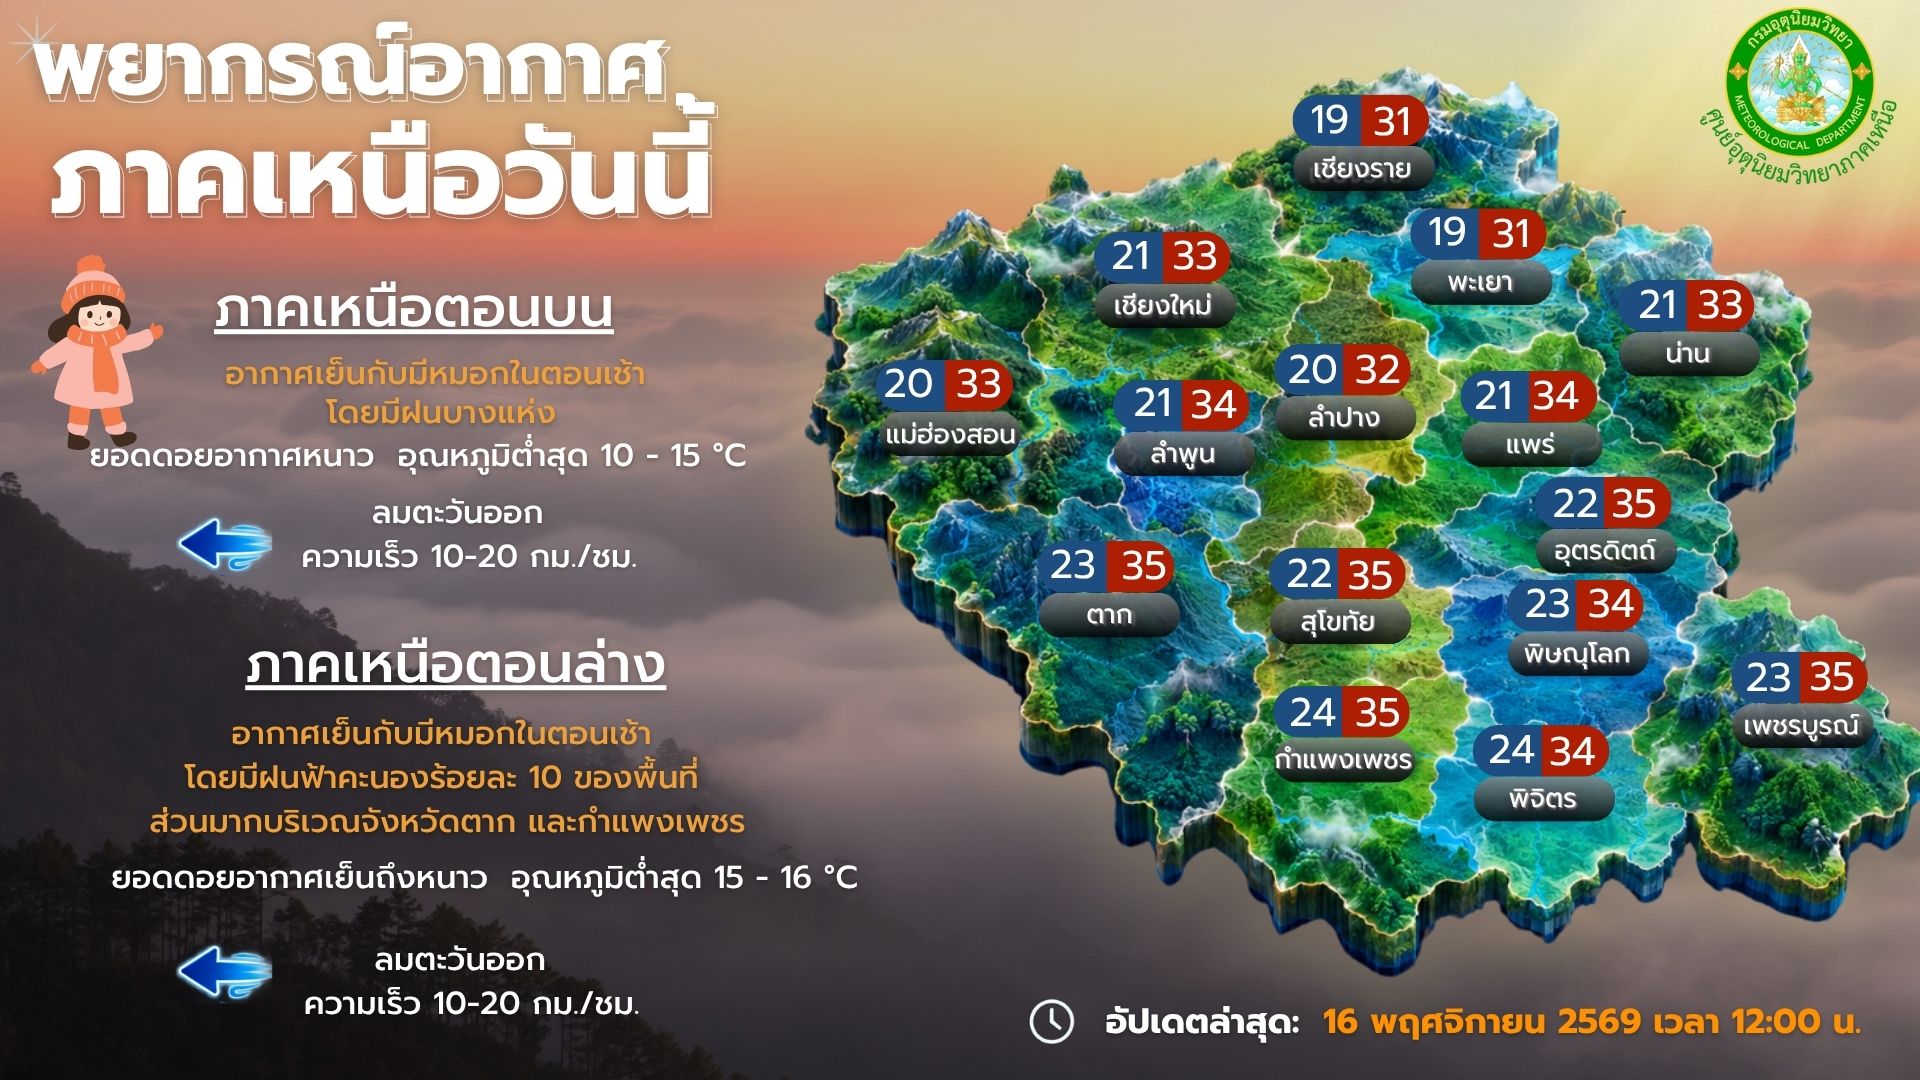 พยากรณ์อากาศ
ภาคเหนือวันนี้
ภาคเหนือตอนบน
อากาศเย็นกับมีหมอกในตอนเช้า
โดยมีฝนบางแห่ง
ยอดดอยอากาศหนาว อุณหภูมิต่ำสุด 10 - 15 °C
ลมตะวันออก
ความเร็ว 10-20 กม./ชม.
ภาคเหนือตอนล่าง
อากาศเย็นกับมีหมอกในตอนเช้า
โดยมีฝนฟ้าคะนองร้อยละ 10 ของพื้นที่
ส่วนมากบริเวณจังหวัดตาก และกำแพงเพชร
ยอดดอยอากาศเย็นถึงหนาว อุณหภูมิต่ำสุด 15 - 16 °C
ลมตะวันออก
ความเร็ว 10-20 กม./ชม.
กรมอุตุนิยมวิทยา
METEOROLOGICAL DEPARTMENT
ศูนย์อุตุนิยมวิทยาภาคเหนือ
19 31
เชียงราย
19 31
พะเยา
21 33
เชียงใหม่
21 33
น่าน
20 33
แม่ฮ่องสอน
21 34
ลำพูน
20 32
ลำปาง
21 34
แพร่
22 35
อุตรดิตถ์
23 35
ตาก
22 35
สุโขทัย
23 34
พิษณุโลก
23 35
เพชรบูรณ์
24 35
กำแพงเพชร
24 34
พิจิตร
อัปเดตล่าสุด: 16 พฤศจิกายน 2569 เวลา 12:00 น.